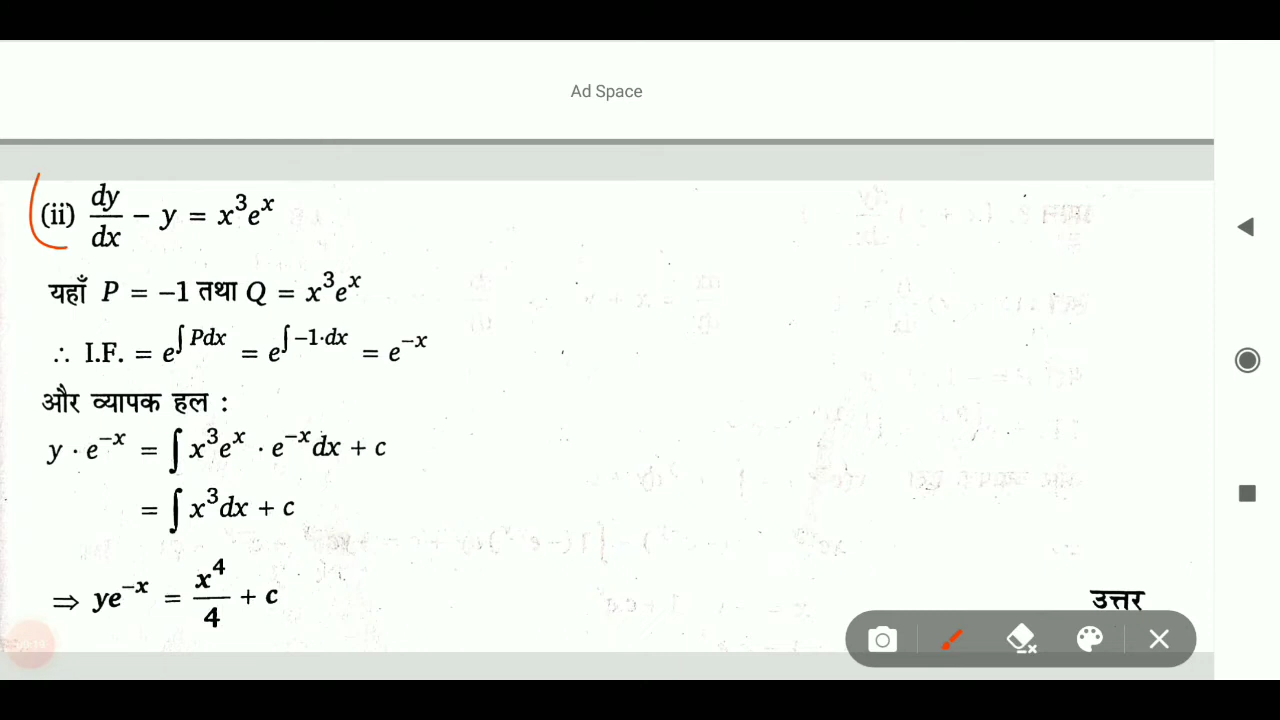 Ad Space
(ii) dy/dx − y = x³eˣ
यहाँ P = −1 तथा Q = x³eˣ
∴ I.F. = e^∫Pdx = e^∫−1·dx = e⁻ˣ
और व्यापक हल :
y · e⁻ˣ = ∫ x³eˣ · e⁻ˣdx + c
= ∫ x³dx + c
⇒ ye⁻ˣ = x⁴/4 + c
उत्तर